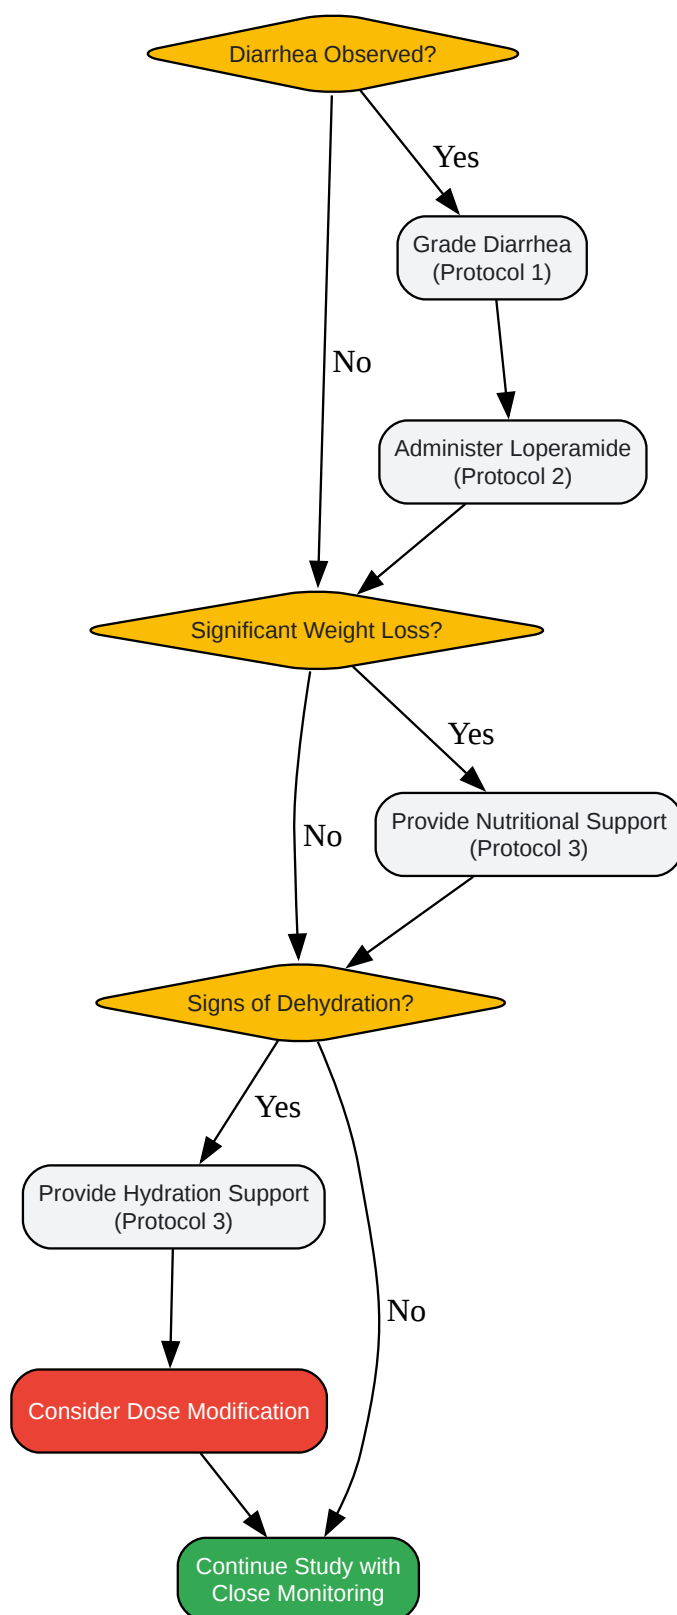 Diarrhea Observed?
Yes
Grade Diarrhea
(Protocol 1)
No
Administer Loperamide
(Protocol 2)
Significant Weight Loss?
Yes
Provide Nutritional Support
(Protocol 3)
No
Signs of Dehydration?
Yes
Provide Hydration Support
(Protocol 3)
No
Consider Dose Modification
Continue Study with
Close Monitoring